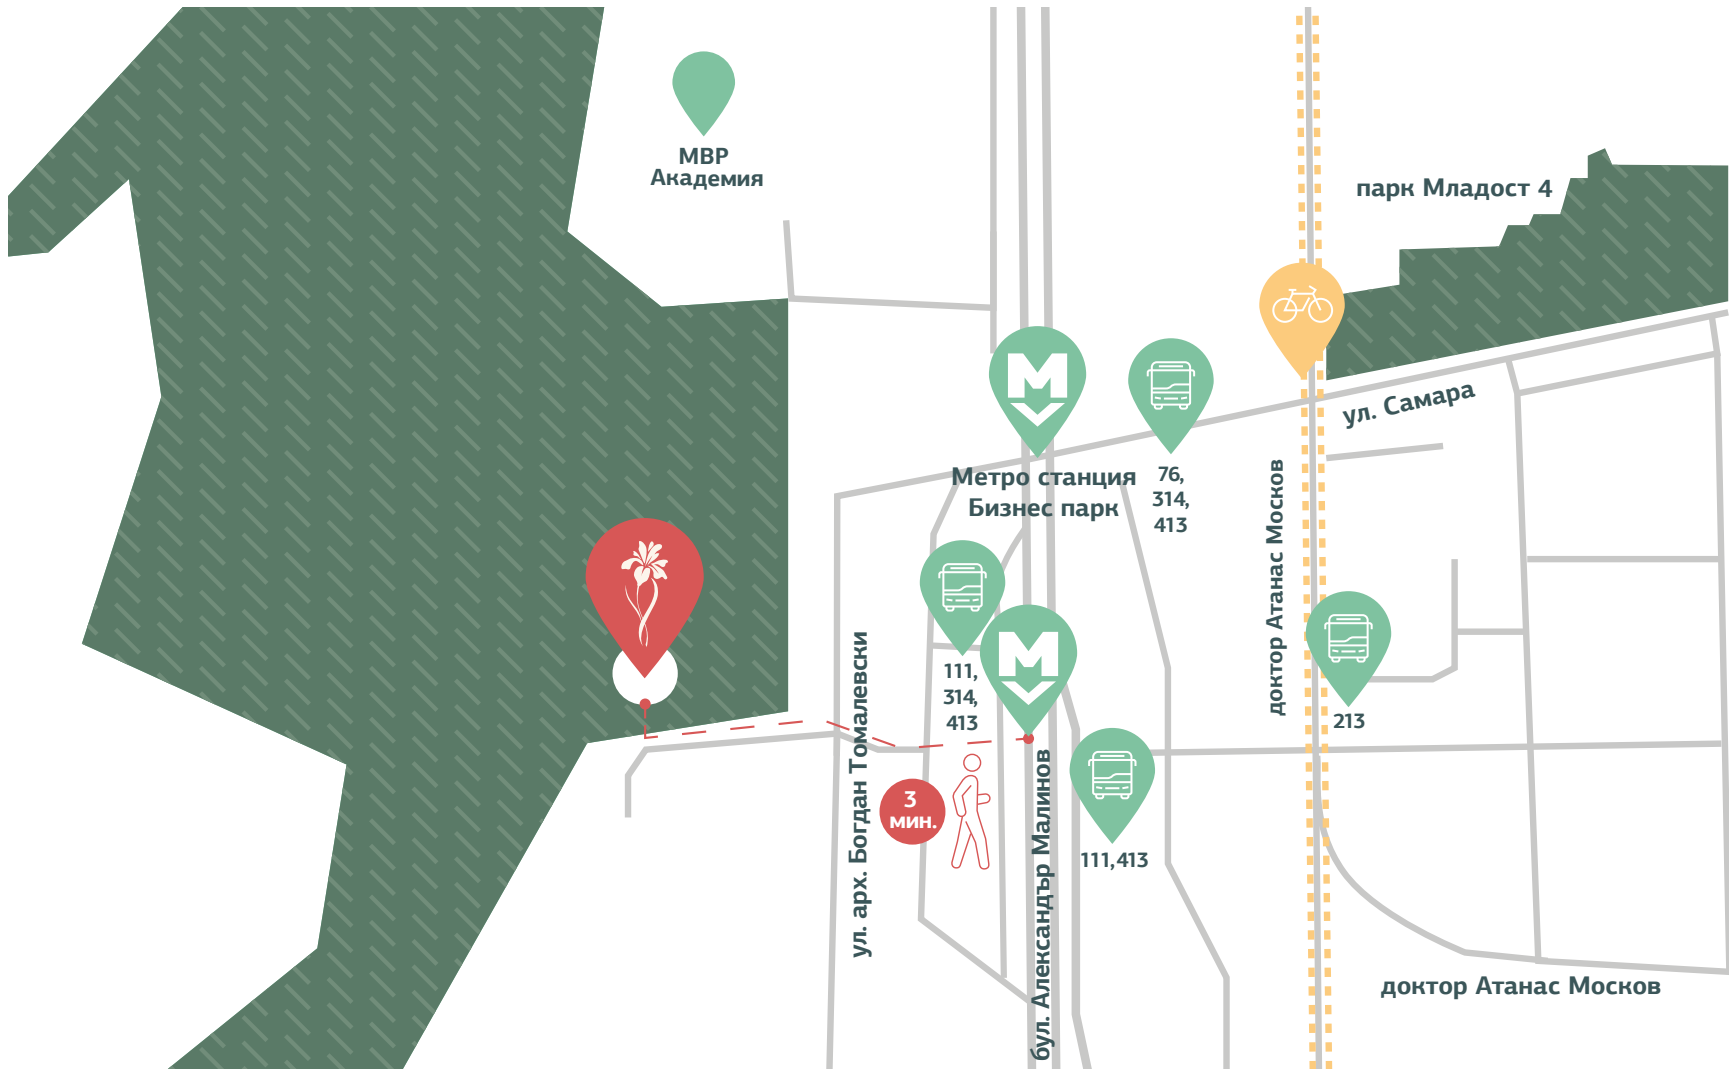 МВР
Академия
парк Младост 4
ул. Самара
Метро станция
Бизнес парк
76,
314,
413
доктор Атанас Москов
111,
314,
413
213
ул. арх. Богдан Томалевски
3
мин.
бул. Александър Малинов
111,413
доктор Атанас Москов